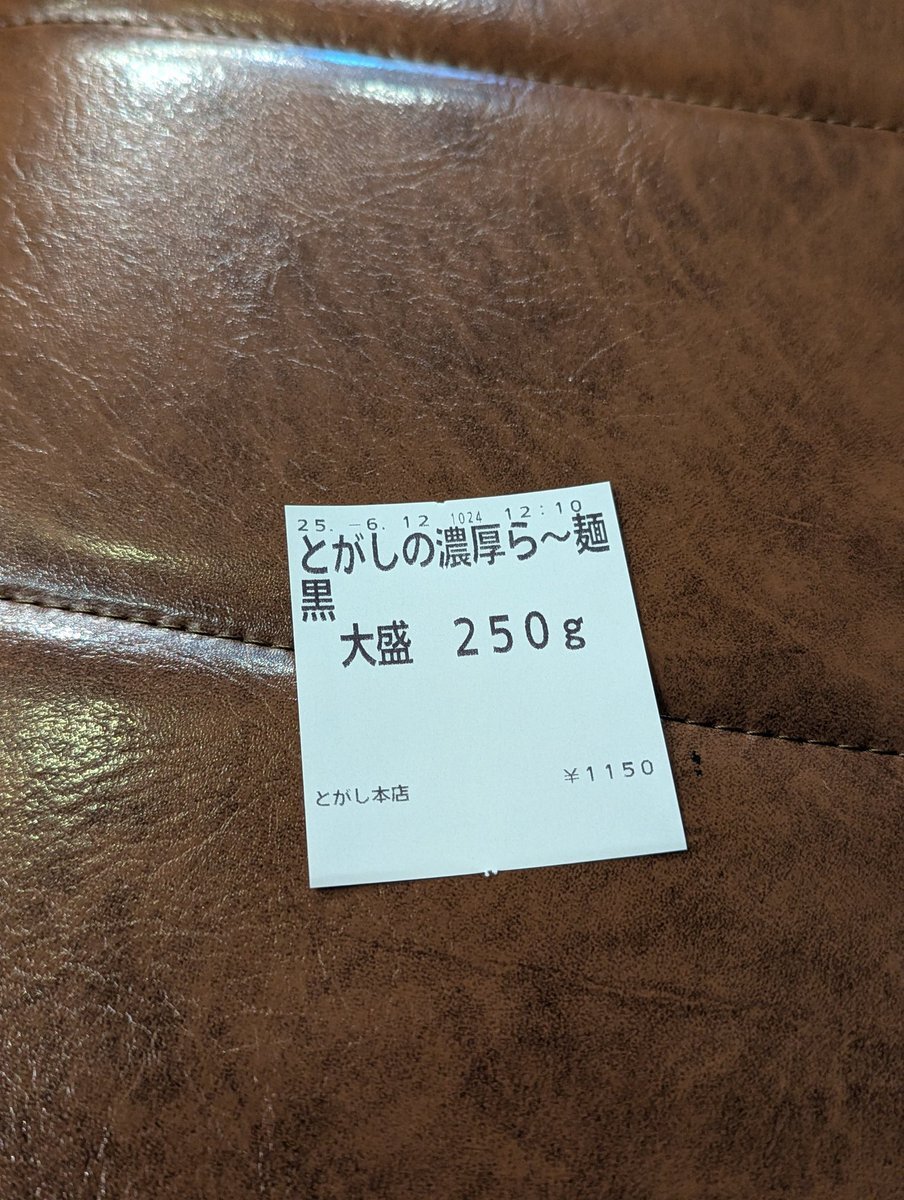 25.-6.12 1024 12:10
とがしの濃厚ら～麺
黒
大盛 250g
¥1150
とがし本店